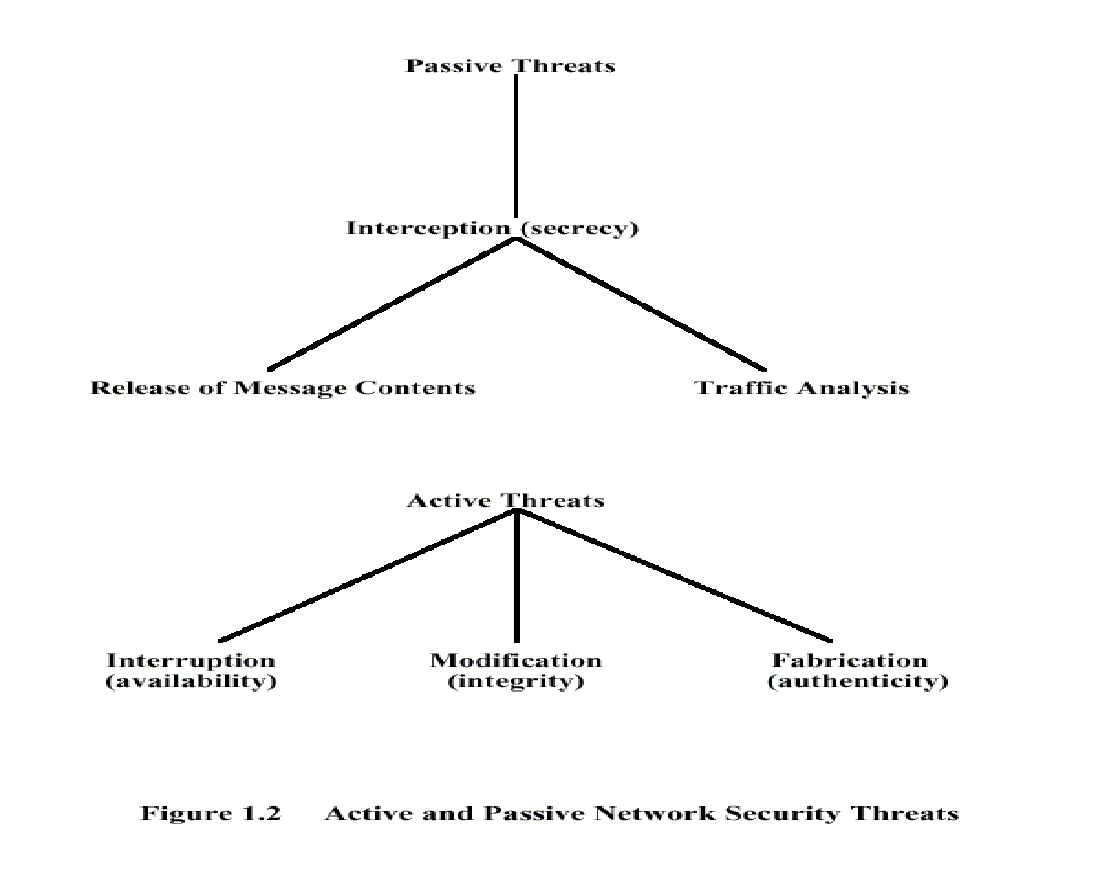 Passive Threats
Interception (secrecy)
Release of Message Contents
Traffic Analysis
Active Threats
Interruption
(availability)
Modification
(integrity)
Fabrication
(authenticity)
Figure 1.2 Active and Passive Network Security Threats